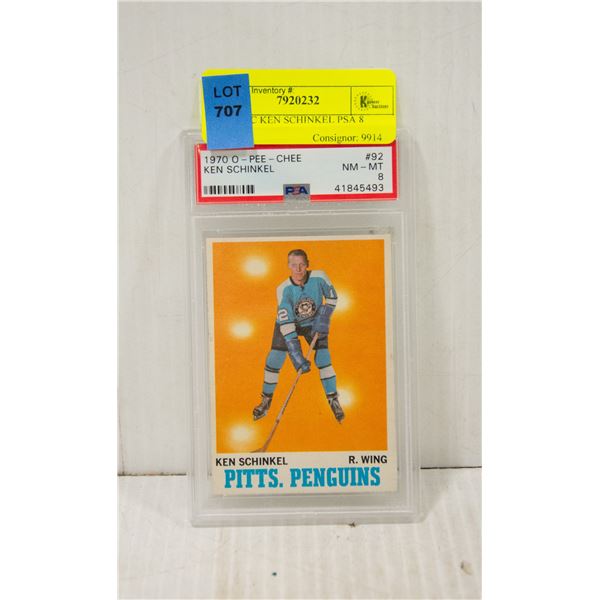 LOT
707
Inventory #:
7920232
C KEN SCHINKEL PSA 8
Consignor: 9914
1970 O-PEE-CHEE #92
KEN SCHINKEL NM-MT
8
PSA 41845493
KEN SCHINKEL R. WING
PITTS. PENGUINS